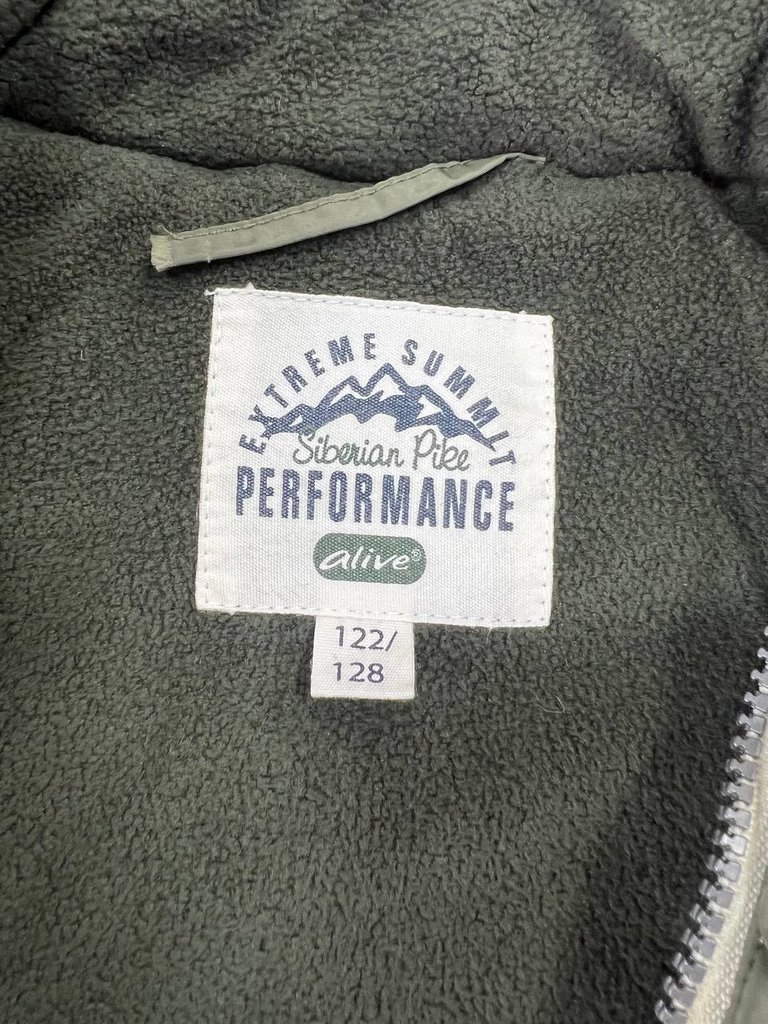 EXTREME SUMMIT
Siberian Pike
PERFORMANCE
alive®
122/
128